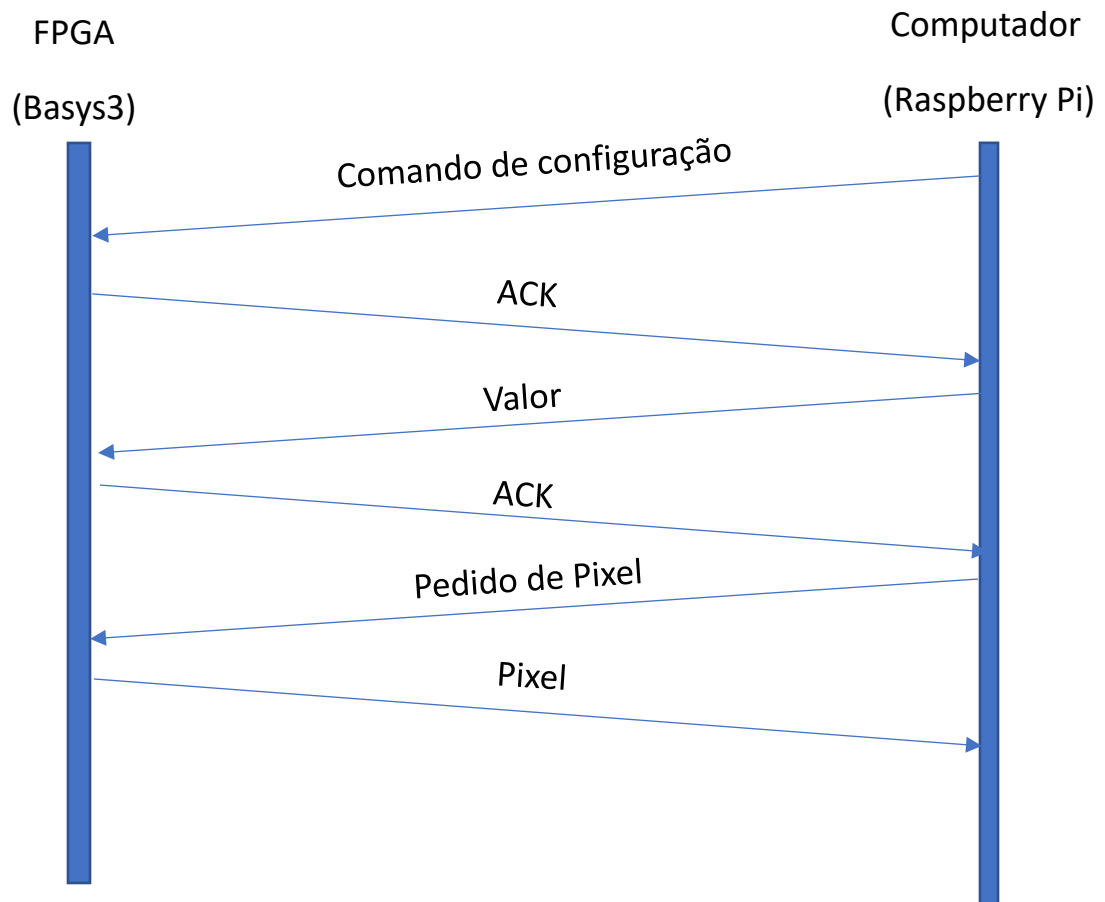 FPGA
(Basys3)
Computador
(Raspberry Pi)
Comando de configuração
ACK
Valor
ACK
Pedido de Pixel
Pixel